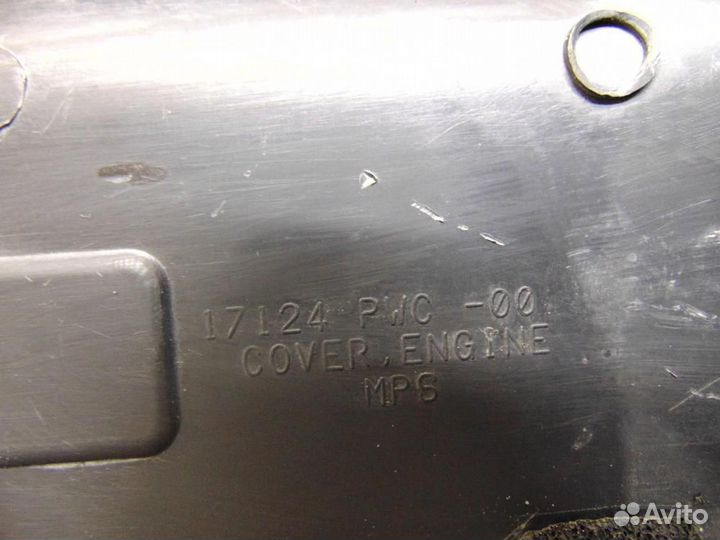 17124 PWC -00
COVER, ENGINE
MPS
Avito